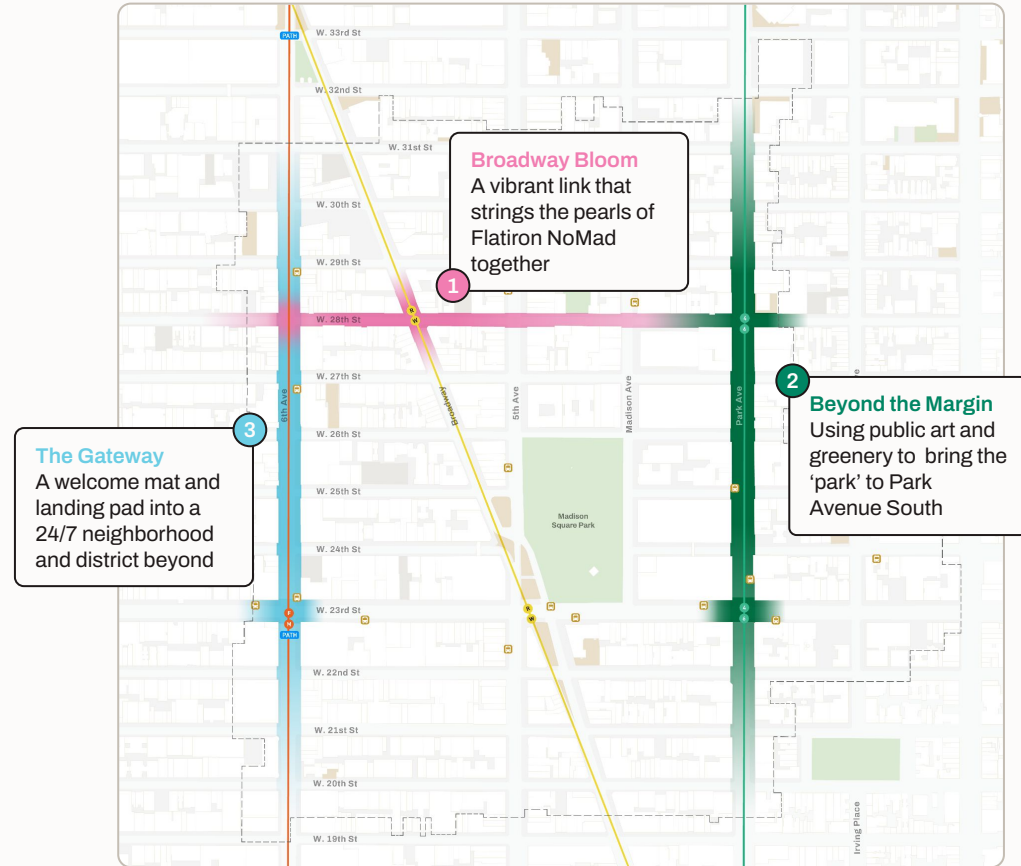 PATH
W. 33rd St
W. 32nd St
W. 31st St
Broadway Bloom
A vibrant link that
strings the pearls of
Flatiron NoMad
together
1
W. 30th St
W. 29th St
R
W
W. 28th St
W. 27th St
6th Ave
Broadway
5th Ave
Madison Ave
Park Ave
2
Beyond the Margin
Using public art and
greenery to bring the
‘park’ to Park
Avenue South
3
The Gateway
A welcome mat and
landing pad into a
24/7 neighborhood
and district beyond
W. 26th St
W. 25th St
Madison
Square Park
W. 24th St
W. 23rd St
F
M
R
W
PATH
W. 22nd St
W. 21st St
W. 20th St
Irving Place
W. 19th St